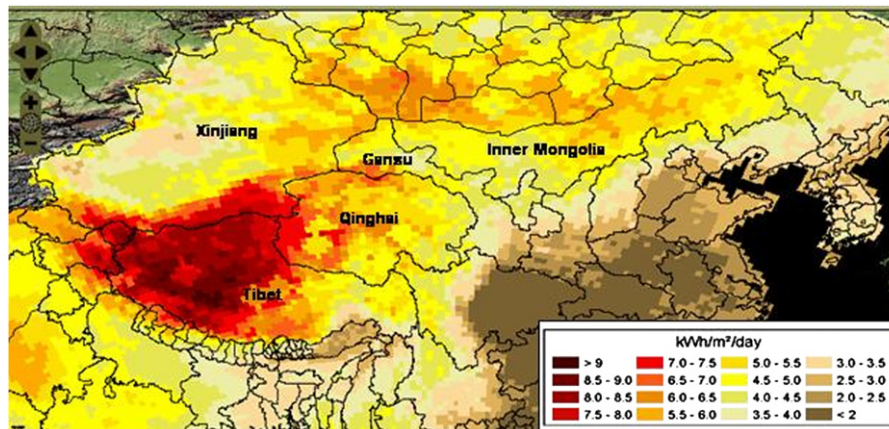 Xinjiang
Gansu
Inner Mongolia
Qinghai
Tibet
kWh/m²/day
> 9 7.0 - 7.5 5.0 - 5.5 3.0 - 3.5
8.5 - 9.0 6.5 - 7.0 4.5 - 5.0 2.5 - 3.0
8.0 - 8.5 6.0 - 6.5 4.0 - 4.5 2.0 - 2.5
7.5 - 8.0 5.5 - 6.0 3.5 - 4.0 < 2